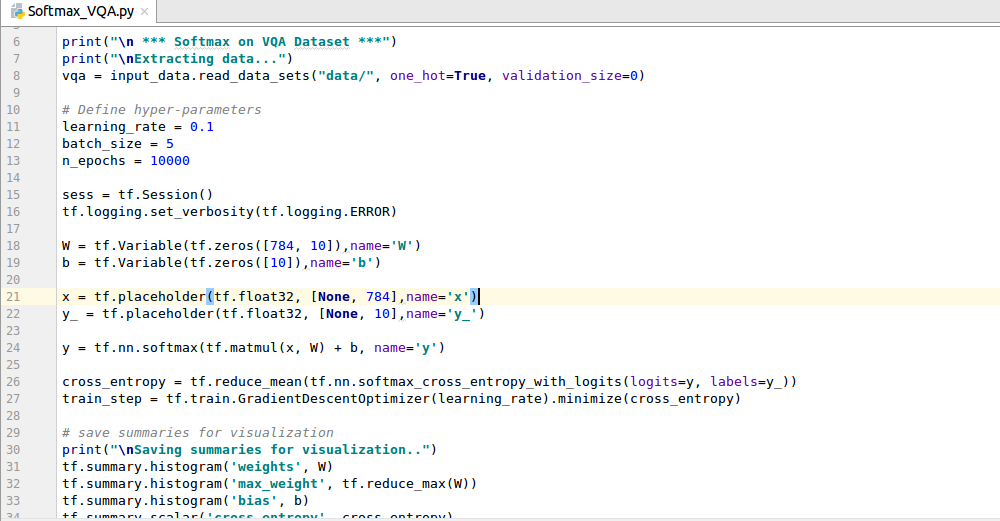 Softmax_VQA.py ×
6 print("\n *** Softmax on VQA Dataset ***")
7 print("\nExtracting data...")
8 vqa = input_data.read_data_sets("data/", one_hot=True, validation_size=0)
9
10 # Define hyper-parameters
11 learning_rate = 0.1
12 batch_size = 5
13 n_epochs = 10000
14
15 sess = tf.Session()
16 tf.logging.set_verbosity(tf.logging.ERROR)
17
18 W = tf.Variable(tf.zeros([784, 10]),name='W')
19 b = tf.Variable(tf.zeros([10]),name='b')
20
21 x = tf.placeholder(tf.float32, [None, 784],name='x')
22 y_ = tf.placeholder(tf.float32, [None, 10],name='y_')
23
24 y = tf.nn.softmax(tf.matmul(x, W) + b, name='y')
25
26 cross_entropy = tf.reduce_mean(tf.nn.softmax_cross_entropy_with_logits(logits=y, labels=y_))
27 train_step = tf.train.GradientDescentOptimizer(learning_rate).minimize(cross_entropy)
28
29 # save summaries for visualization
30 print("\nSaving summaries for visualization..")
31 tf.summary.histogram('weights', W)
32 tf.summary.histogram('max_weight', tf.reduce_max(W))
33 tf.summary.histogram('bias', b)
34 tf.summary.scalar('cross_entropy', cross_entropy)